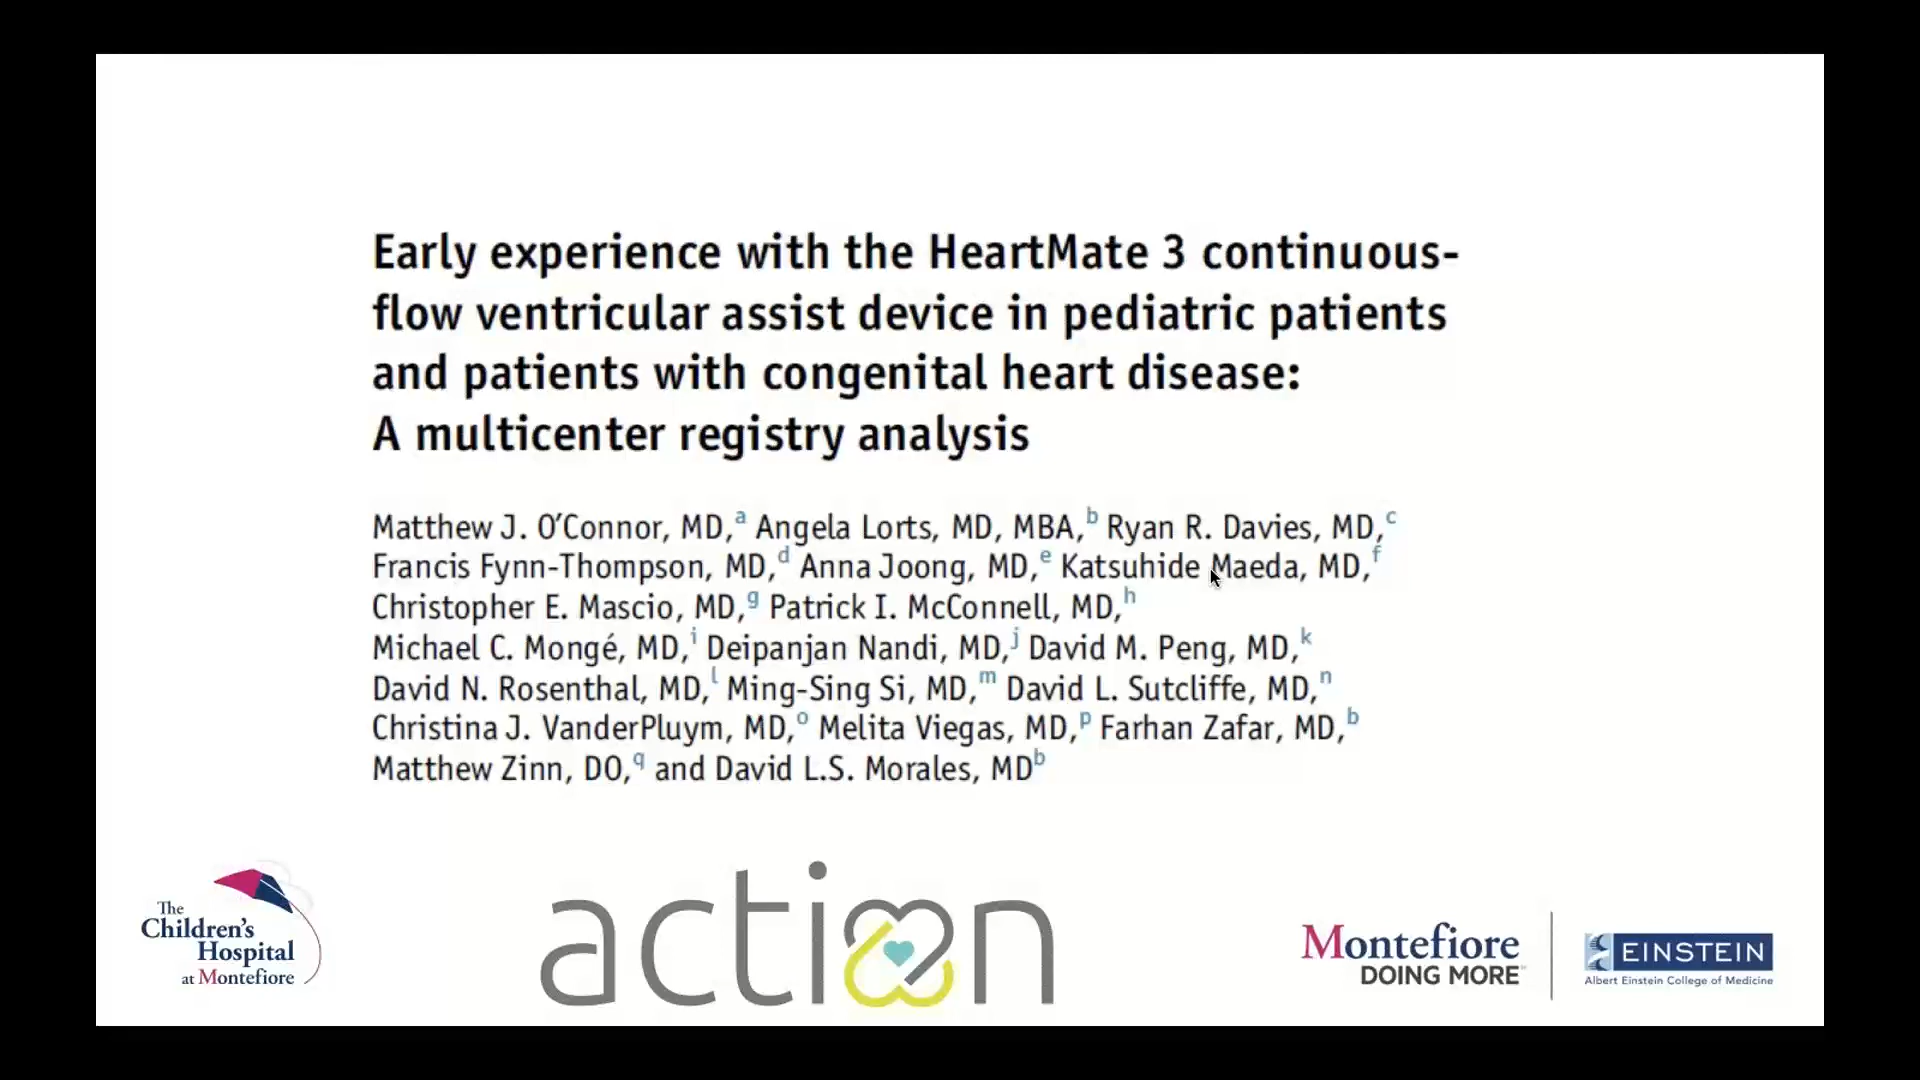 Early experience with the HeartMate 3 continuous-
flow ventricular assist device in pediatric patients
and patients with congenital heart disease:
A multicenter registry analysis
Matthew J. O'Connor, MD,a Angela Lorts, MD, MBA,b Ryan R. Davies, MD,c
Francis Fynn-Thompson, MD,d Anna Joong, MD,e Katsuhide Maeda, MD,f
Christopher E. Mascio, MD,g Patrick I. McConnell, MD,h
Michael C. Mongé, MD,i Deipanjan Nandi, MD,j David M. Peng, MD,k
David N. Rosenthal, MD,l Ming-Sing Si, MD,m David L. Sutcliffe, MD,n
Christina J. VanderPluym, MD,o Melita Viegas, MD,p Farhan Zafar, MD,b
Matthew Zinn, DO,q and David L.S. Morales, MDb
The
Children's
Hospital
at Montefiore
action
Montefiore
DOING MORE
EINSTEIN
Albert Einstein College of Medicine